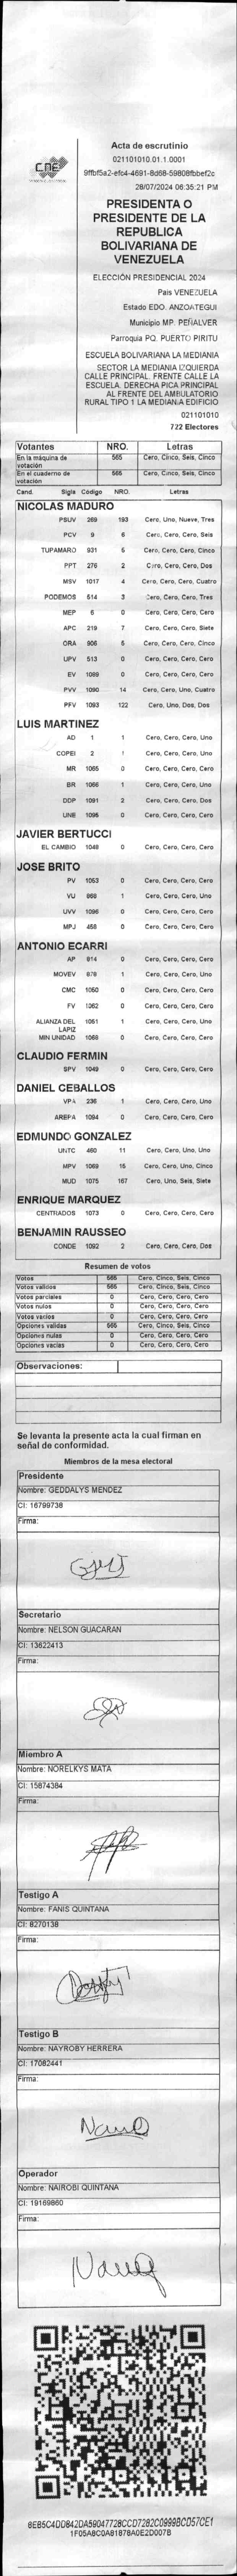 CNE
Acta de escrutinio
021101010.01.1.0001
9ffbf5a2-efc4-4691-8d68-59808fbbef2c
28/07/2024 08:35:21 PM
PRESIDENTA O
PRESIDENTE DE LA
REPUBLICA
BOLIVARIANA DE
VENEZUELA
ELECCIÓN PRESIDENCIAL 2024
País VENEZUELA
Estado EDO. ANZOATEGUI
Municipio MP. PEÑALVER
Parroquia PQ. PUERTO PIRITU
ESCUELA BOLIVARIANA LA MEDIANIA
SECTOR LA MEDIANIA IZQUIERDA
CALLE PRINCIPAL. FRENTE CALLE LA
ESCUELA. DERECHA PICA PRINCIPAL
AL FRENTE DEL AMBULATORIO
RURAL TIPO 1 LA MEDIANIA EDIFICIO
021101010
722 Electores
Votantes NRO. Letras
En la máquina de votación 565 Cero, Cinco, Seis, Cinco
En el cuaderno de votación 565 Cero, Cinco, Seis, Cinco
Cand. Sigla Código NRO. Letras
NICOLAS MADURO
PSUV 269 193 Cero, Uno, Nueve, Tres
PCV 9 6 Cero, Cero, Cero, Seis
TUPAMARO 931 5 Cero, Cero, Cero, Cinco
PPT 276 2 Cero, Cero, Cero, Dos
MSV 1017 4 Cero, Cero, Cero, Cuatro
PODEMOS 514 3 Cero, Cero, Cero, Tres
MEP 6 0 Cero, Cero, Cero, Cero
APC 219 7 Cero, Cero, Cero, Siete
ORA 906 5 Cero, Cero, Cero, Cinco
UPV 513 0 Cero, Cero, Cero, Cero
EV 1089 0 Cero, Cero, Cero, Cero
PVV 1090 14 Cero, Cero, Uno, Cuatro
PFV 1093 122 Cero, Uno, Dos, Dos
LUIS MARTINEZ
AD 1 1 Cero, Cero, Cero, Uno
COPEI 2 1 Cero, Cero, Cero, Uno
MR 1065 0 Cero, Cero, Cero, Cero
BR 1066 1 Cero, Cero, Cero, Uno
DDP 1091 2 Cero, Cero, Cero, Dos
UNE 1095 0 Cero, Cero, Cero, Cero
JAVIER BERTUCCI
EL CAMBIO 1048 0 Cero, Cero, Cero, Cero
JOSE BRITO
PV 1053 0 Cero, Cero, Cero, Cero
VU 868 1 Cero, Cero, Cero, Uno
UVV 1096 0 Cero, Cero, Cero, Cero
MPJ 458 0 Cero, Cero, Cero, Cero
ANTONIO ECARRI
AP 914 0 Cero, Cero, Cero, Cero
MOVEV 878 1 Cero, Cero, Cero, Uno
CMC 1050 0 Cero, Cero, Cero, Cero
FV 1062 0 Cero, Cero, Cero, Cero
ALIANZA DEL LAPIZ 1051 1 Cero, Cero, Cero, Uno
MIN UNIDAD 1068 0 Cero, Cero, Cero, Cero
CLAUDIO FERMIN
SPV 1049 0 Cero, Cero, Cero, Cero
DANIEL CEBALLOS
VPA 236 1 Cero, Cero, Cero, Uno
AREPA 1094 0 Cero, Cero, Cero, Cero
EDMUNDO GONZALEZ
UNTC 460 11 Cero, Cero, Uno, Uno
MPV 1069 15 Cero, Cero, Uno, Cinco
MUD 1075 167 Cero, Uno, Seis, Siete
ENRIQUE MARQUEZ
CENTRADOS 1073 0 Cero, Cero, Cero, Cero
BENJAMIN RAUSSEO
CONDE 1092 2 Cero, Cero, Cero, Dos
Resumen de votos
Votos 565 Cero, Cinco, Seis, Cinco
Votos validos 565 Cero, Cinco, Seis, Cinco
Votos parciales 0 Cero, Cero, Cero, Cero
Votos nulos 0 Cero, Cero, Cero, Cero
Votos vacios 0 Cero, Cero, Cero, Cero
Opciones validas 565 Cero, Cinco, Seis, Cinco
Opciones nulas 0 Cero, Cero, Cero, Cero
Opciones vacias 0 Cero, Cero, Cero, Cero
Observaciones:
Se levanta la presente acta la cual firman en
señal de conformidad.
Miembros de la mesa electoral
Presidente
Nombre: GEDDALYS MENDEZ
CI: 16799738
Firma:
Secretario
Nombre: NELSON GUACARAN
CI: 13622413
Firma:
Miembro A
Nombre: NORELKYS MATA
CI: 15874384
Firma:
Testigo A
Nombre: FANIS QUINTANA
CI: 8270138
Firma:
Testigo B
Nombre: NAYROBY HERRERA
CI: 17082441
Firma:
Operador
Nombre: NAIROBI QUINTANA
CI: 19169860
Firma:
8EB5C4DD842DA59047728CCD7282C0999BCD57CE1
1F05A8C0A81878A0E2D007B